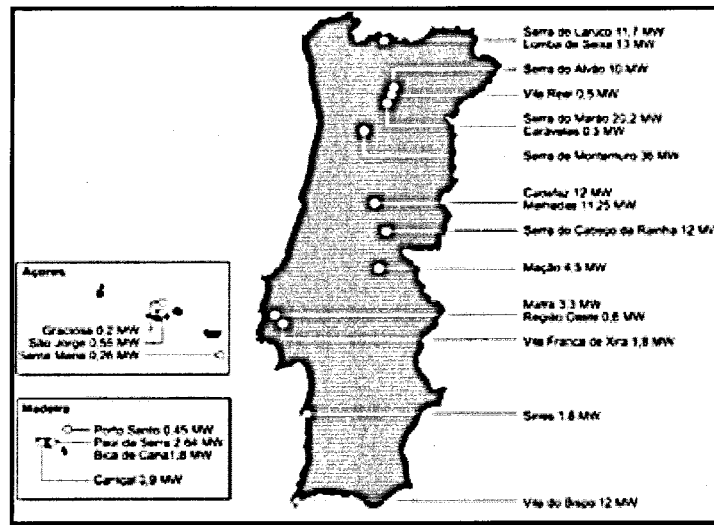 Serra do Larouco 11,7 MW
Lomba de Seixa 13 MW
Serra do Alvão 10 MW
Vila Real 0,5 MW
Serra do Marão 20,2 MW
Caravelas 0,3 MW
Serra de Montemuro 36 MW
Cadafaz 12 MW
Malhadas 11,25 MW
Serra do Cabeço da Rainha 12 MW
Mação 4,5 MW
Mafra 3,3 MW
Região Oeste 0,6 MW
Vila Franca de Xira 1,8 MW
Sines 1,8 MW
Vila do Bispo 12 MW
Açores
Graciosa 0,2 MW
São Jorge 0,55 MW
Santa Maria 0,26 MW
Madeira
Porto Santo 0,45 MW
Paul da Serra 2,64 MW
Bica de Cana 1,8 MW
Caniçal 3,9 MW